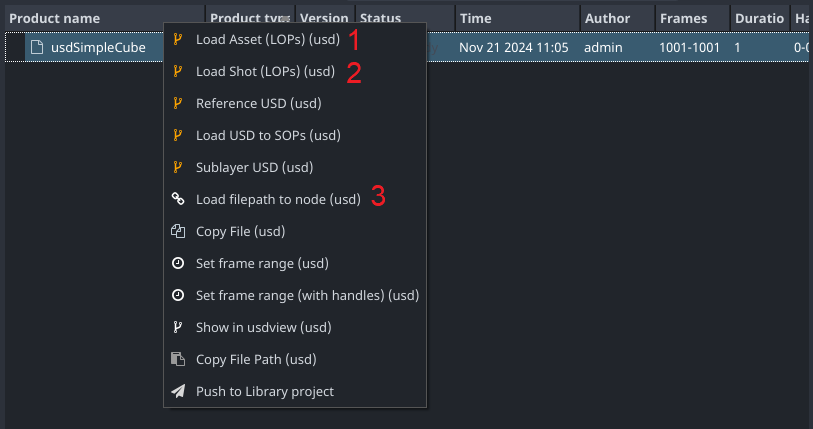 Product name Product type Version Status Time Author Frames Duratio Ha
usdSimpleCube Nov 21 2024 11:05 admin 1001-1001 1 0-0
Load Asset (LOPs) (usd) 1
Load Shot (LOPs) (usd) 2
Reference USD (usd)
Load USD to SOPs (usd)
Sublayer USD (usd)
Load filepath to node (usd) 3
Copy File (usd)
Set frame range (usd)
Set frame range (with handles) (usd)
Show in usdview (usd)
Copy File Path (usd)
Push to Library project